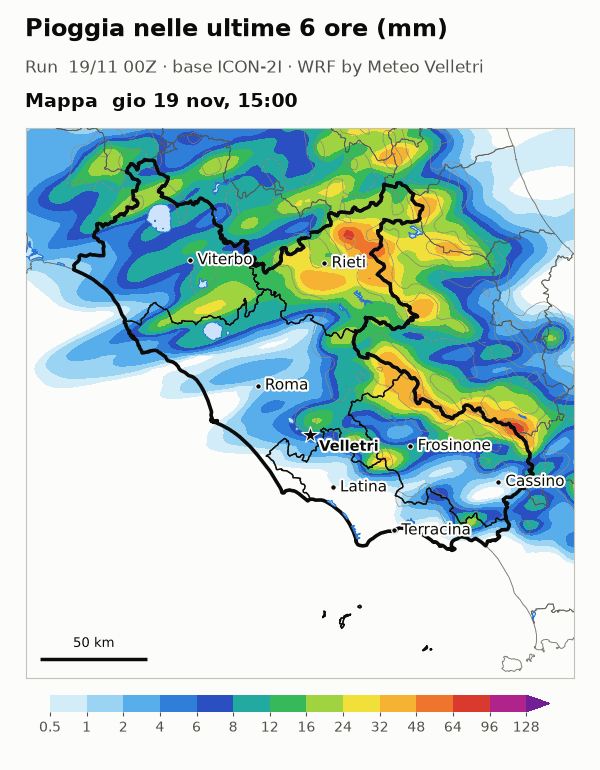 Pioggia nelle ultime 6 ore (mm)
Run  19/11 00Z · base ICON-2I · WRF by Meteo Velletri
Mappa  gio 19 nov, 15:00
Viterbo
Rieti
Roma
Velletri
Frosinone
Latina
Cassino
Terracina
50 km
0.5 1 2 4 6 8 12 16 24 32 48 64 96 128